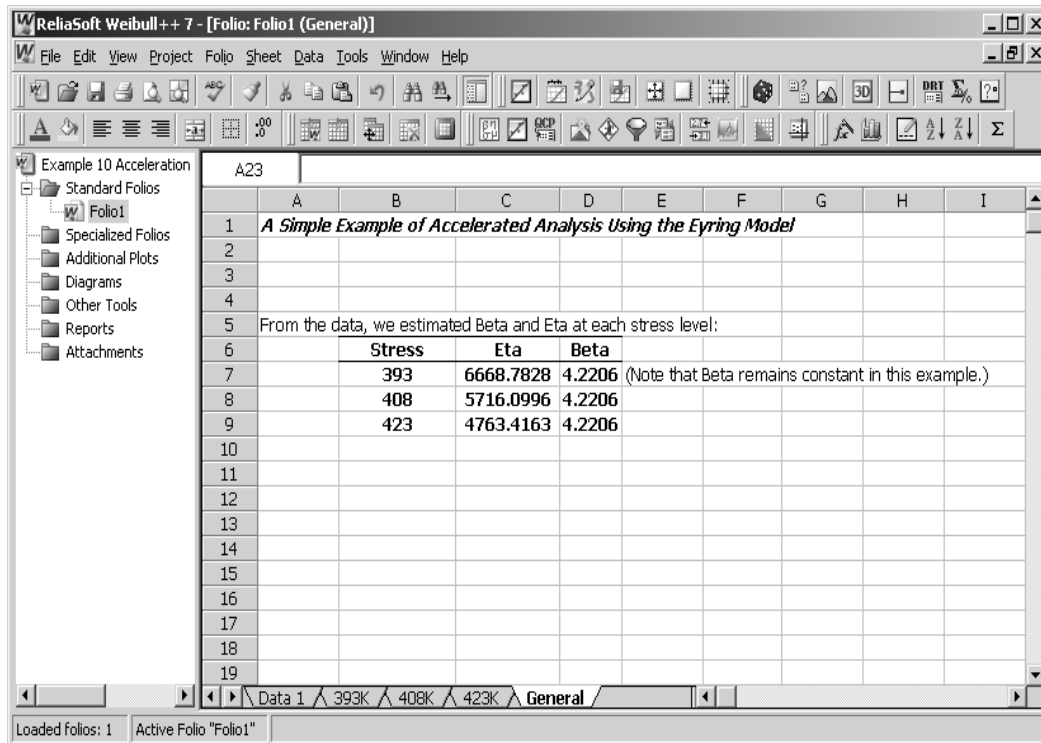 ReliaSoft Weibull++ 7 - [Folio: Folio1 (General)]
File Edit View Project Folio Sheet Data Tools Window Help
ABC 3D DRT
A .00 QCP A Z Z A Σ
Example 10 Acceleration
Standard Folios
Folio1
Specialized Folios
Additional Plots
Diagrams
Other Tools
Reports
Attachments
A23
A B C D E F G H I
1 A Simple Example of Accelerated Analysis Using the Eyring Model
2
3
4
5 From the data, we estimated Beta and Eta at each stress level:
6 Stress Eta Beta
7 393 6668.7828 4.2206 (Note that Beta remains constant in this example.)
8 408 5716.0996 4.2206
9 423 4763.4163 4.2206
10
11
12
13
14
15
16
17
18
19
Data 1 393K 408K 423K General
Loaded folios: 1 Active Folio "Folio1"